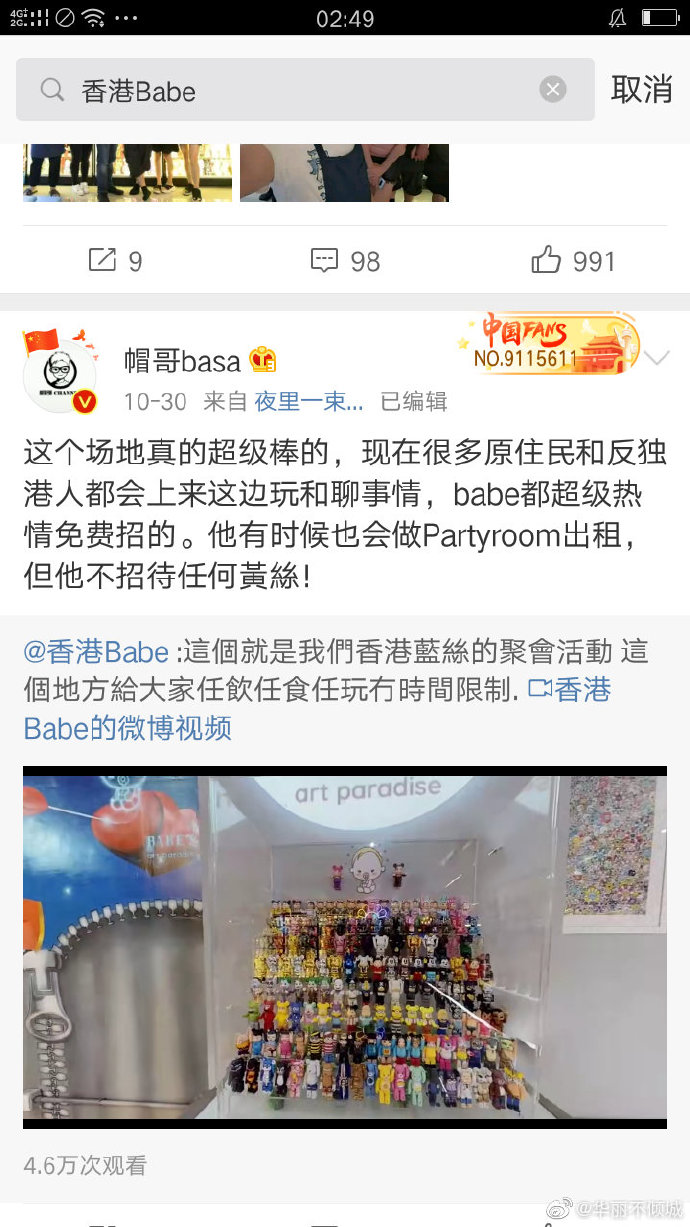 4G+
2G
02:49
香港Babe
取消
9
98
991
帽哥basa
中国FANS
NO.9115611
10-30 来自 夜里一束... 已编辑
这个场地真的超级棒的，现在很多原住民和反独
港人都会上来这边玩和聊事情，babe都超级热
情免费招的。他有时候也会做Partyroom出租，
但他不招待任何黃絲！
@香港Babe :這個就是我們香港藍絲的聚會活動 這
個地方給大家任飲任食任玩冇時間限制. 香港
Babe的微博视频
art paradise
BABE'S
art paradise
4.6万次观看
@华丽不倾城